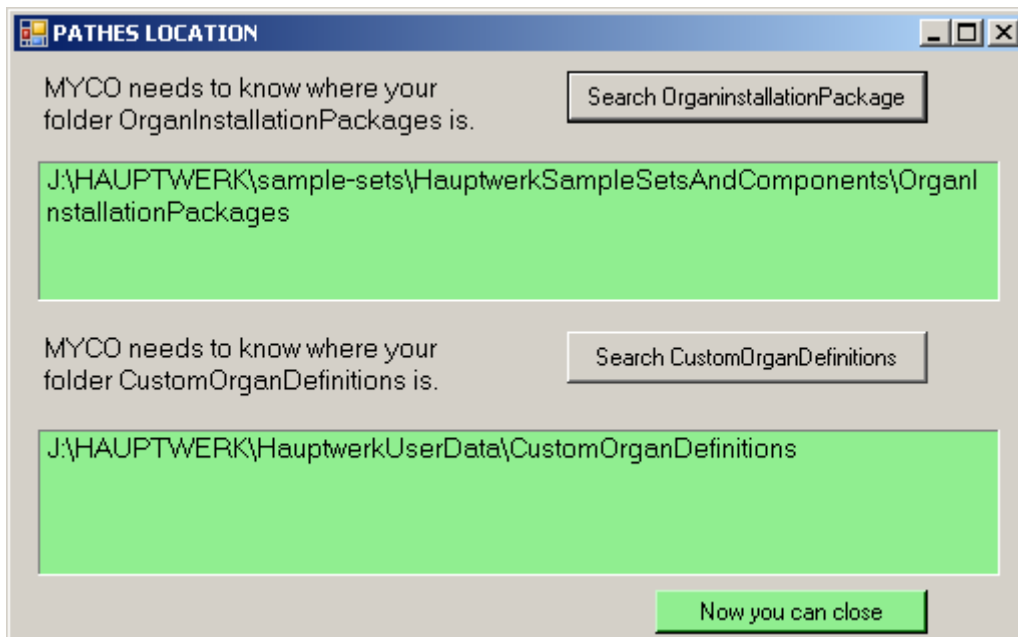 PATHES LOCATION
MYCO needs to know where your
folder OrganInstallationPackages is.
Search OrganinstallationPackage
J:\HAUPTWERK\sample-sets\HauptwerkSampleSetsAndComponents\OrganI
nstallationPackages
MYCO needs to know where your
folder CustomOrganDefinitions is.
Search CustomOrganDefinitions
J:\HAUPTWERK\HauptwerkUserData\CustomOrganDefinitions
Now you can close